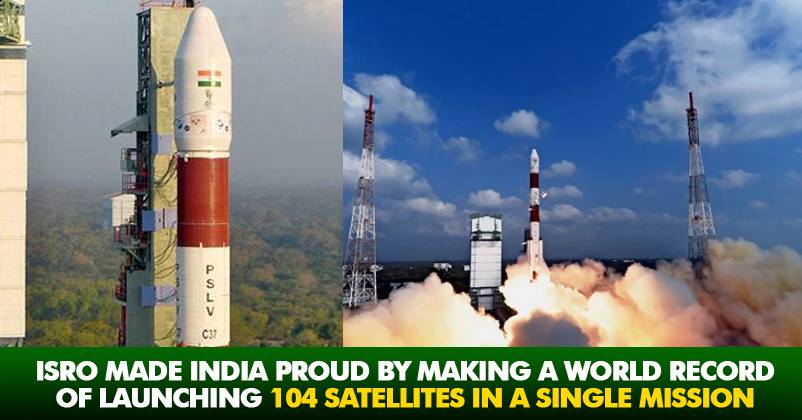 PSLV
C37
ISRO MADE INDIA PROUD BY MAKING A WORLD RECORD
OF LAUNCHING 104 SATELLITES IN A SINGLE MISSION